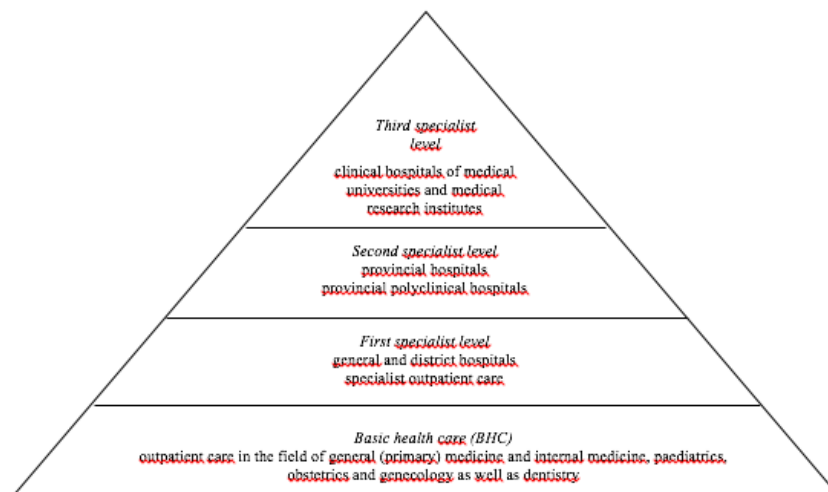 Third specialist
level
clinical hospitals of medical
universities and medical
research institutes
Second specialist level
provincial hospitals
provincial polyclinical hospitals
First specialist level
general and district hospitals
specialist outpatient care
Basic health care (BHC)
outpatient care in the field of general (primary) medicine and internal medicine, paediatrics,
obstetrics and genecology as well as dentistry